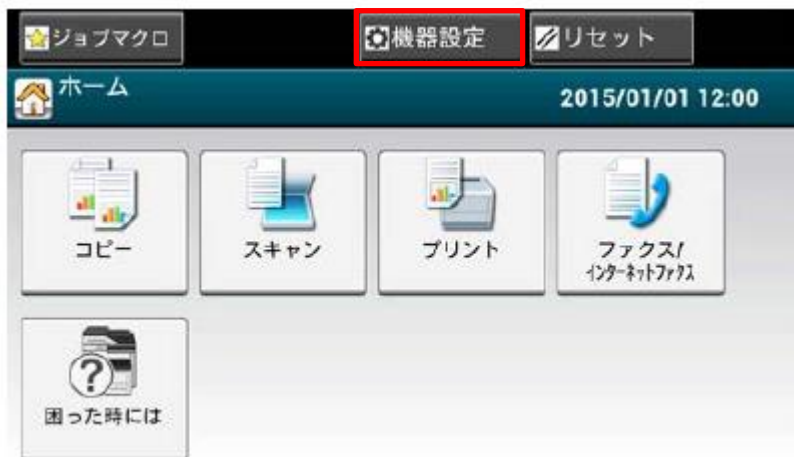 ジョブマクロ 機器設定 リセット
ホーム 2015/01/01 12:00
コピー スキャン プリント ファクス/
インターネットファクス
困った時には